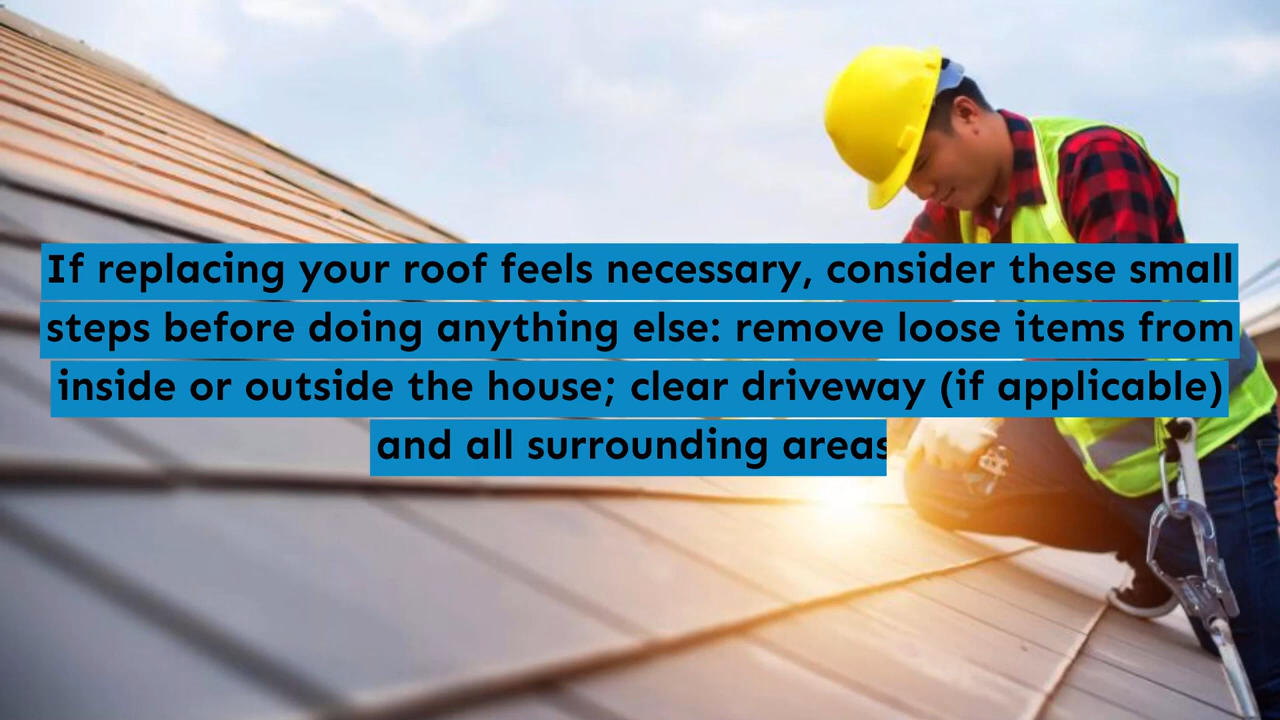 If replacing your roof feels necessary, consider these small
steps before doing anything else: remove loose items from
inside or outside the house; clear driveway (if applicable)
and all surrounding areas